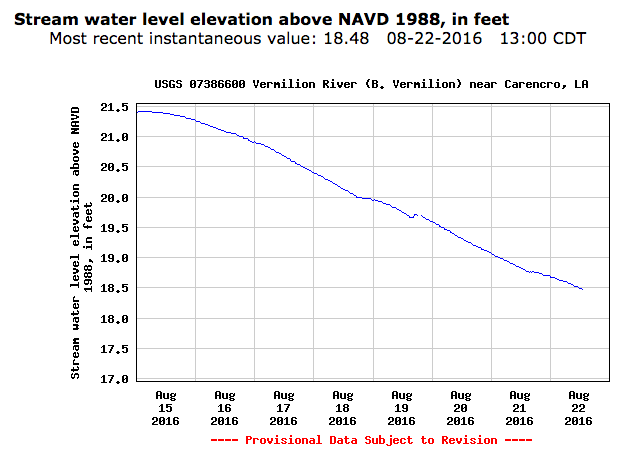 Stream water level elevation above NAVD 1988, in feet
Most recent instantaneous value: 18.48 08-22-2016 13:00 CDT
USGS 07386600 Vermilion River (B. Vermilion) near Carencro, LA
Stream water level elevation above NAVD
1988, in feet
21.5
21.0
20.5
20.0
19.5
19.0
18.5
18.0
17.5
17.0
Aug Aug Aug Aug Aug Aug Aug Aug
15 16 17 18 19 20 21 22
2016 2016 2016 2016 2016 2016 2016 2016
---- Provisional Data Subject to Revision ----